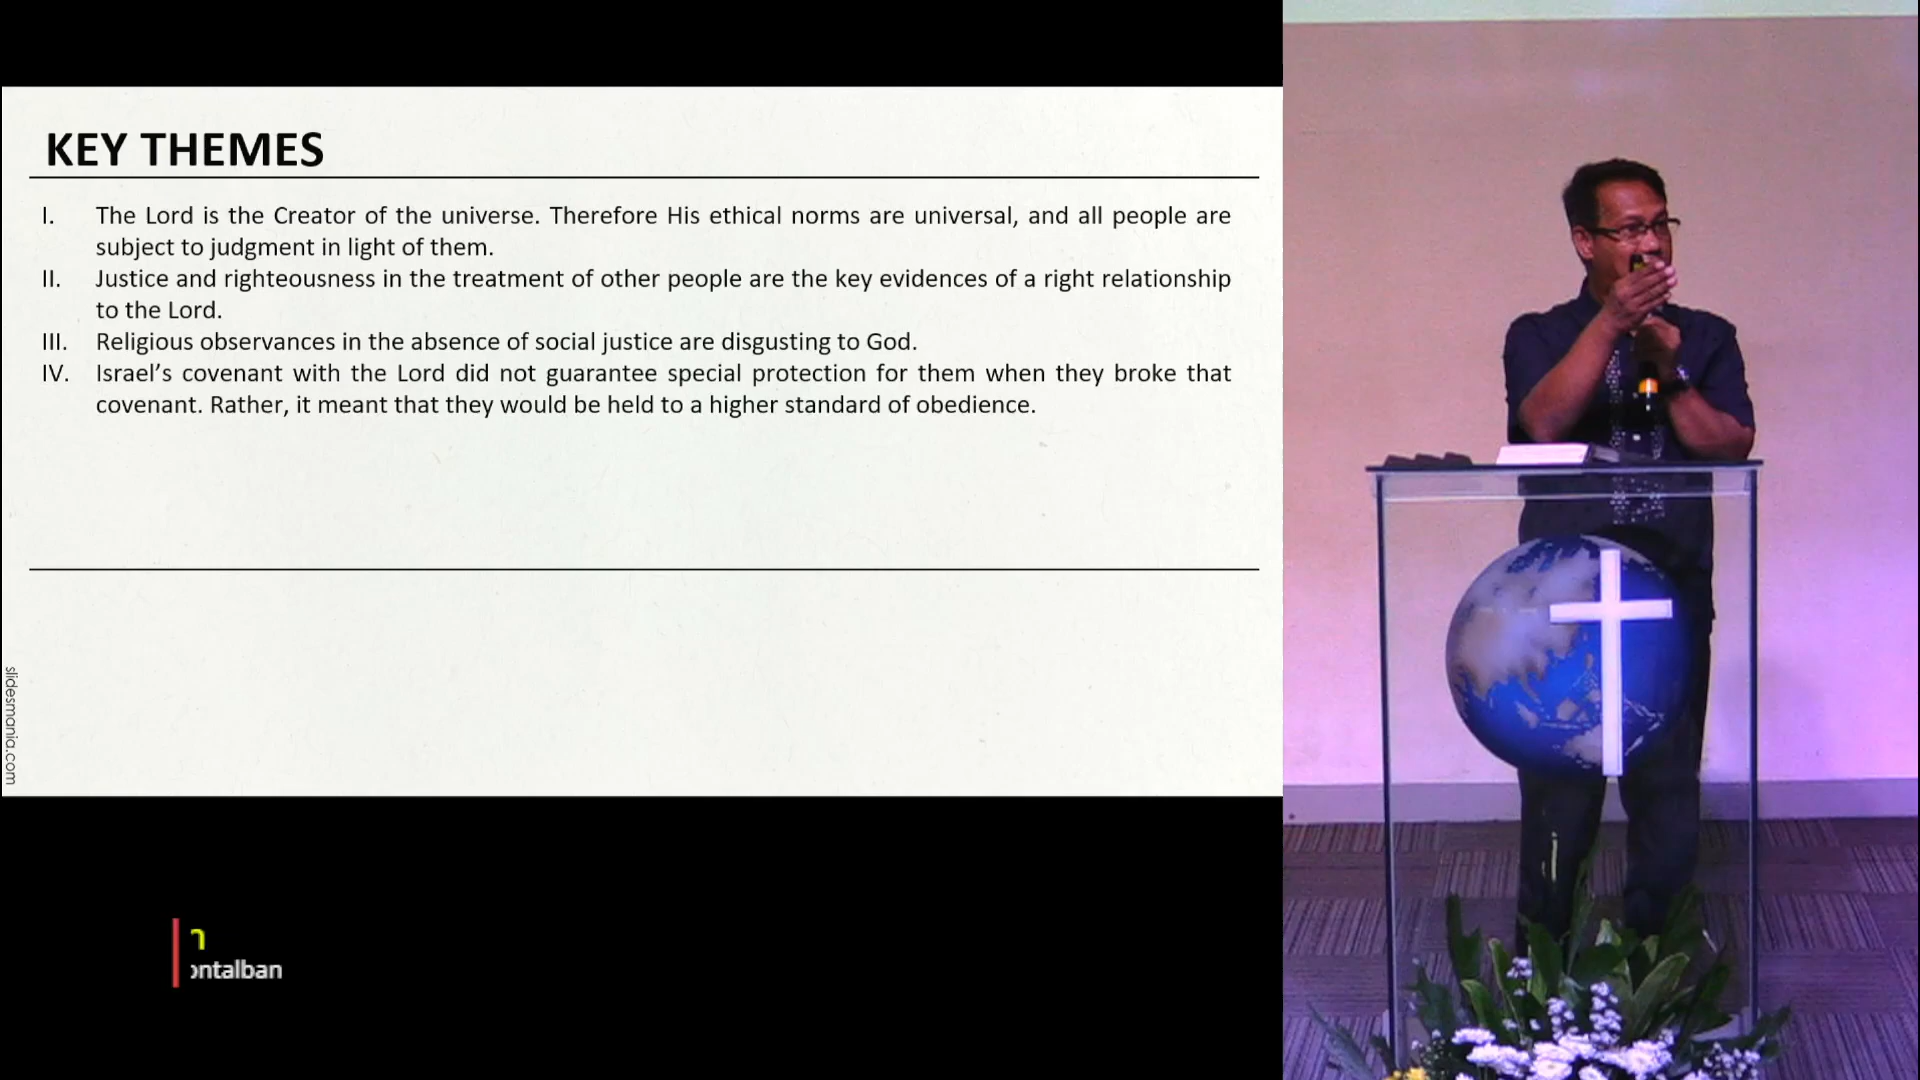 KEY THEMES
I. The Lord is the Creator of the universe. Therefore His ethical norms are universal, and all people are
subject to judgment in light of them.
II. Justice and righteousness in the treatment of other people are the key evidences of a right relationship
to the Lord.
III. Religious observances in the absence of social justice are disgusting to God.
IV. Israel’s covenant with the Lord did not guarantee special protection for them when they broke that
covenant. Rather, it meant that they would be held to a higher standard of obedience.
slidesmania.com
ontalban